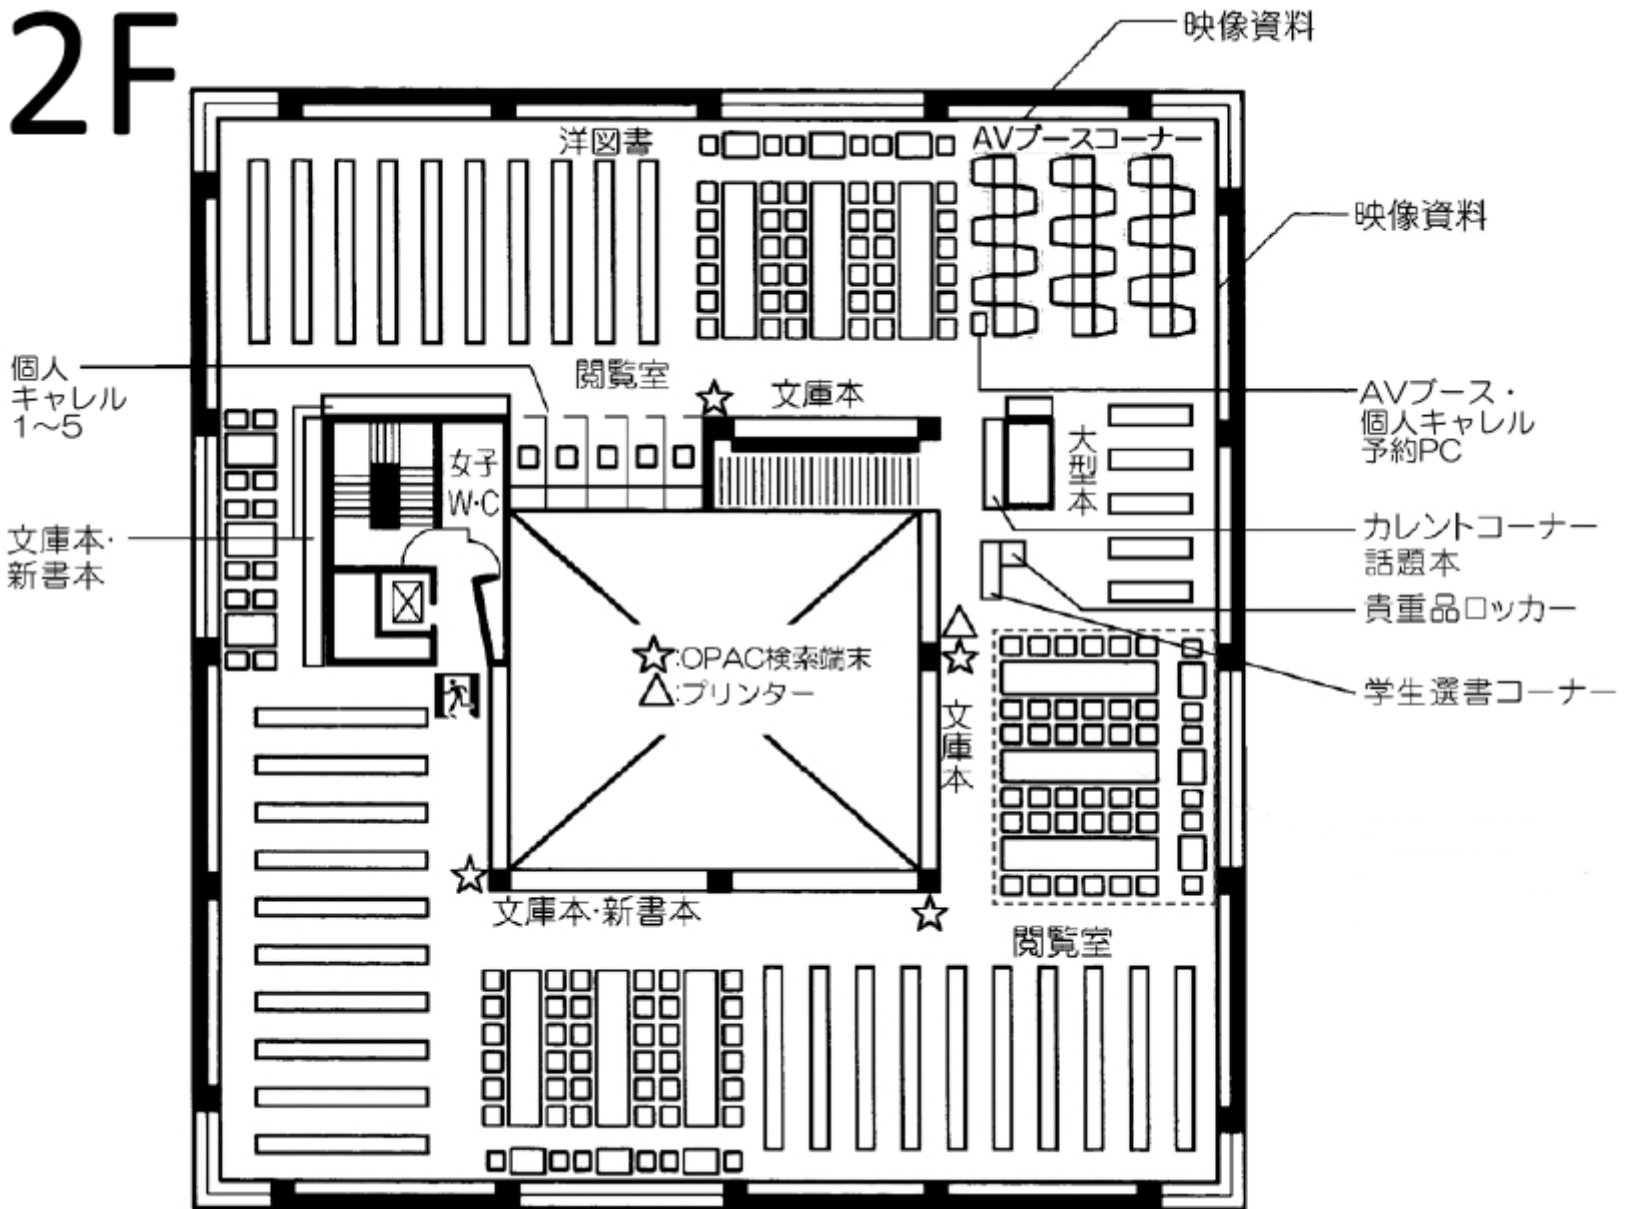 2F
映像資料
洋図書
AVブースコーナー
映像資料
個人
キャレル
1～5
閲覧室
文庫本
AVブース・
個人キャレル
予約PC
大型本
女子
W･C
カレントコーナー
話題本
文庫本･
新書本
貴重品ロッカー
☆:OPAC検索端末
△:プリンター
学生選書コーナー
文庫本
文庫本･新書本
閲覧室